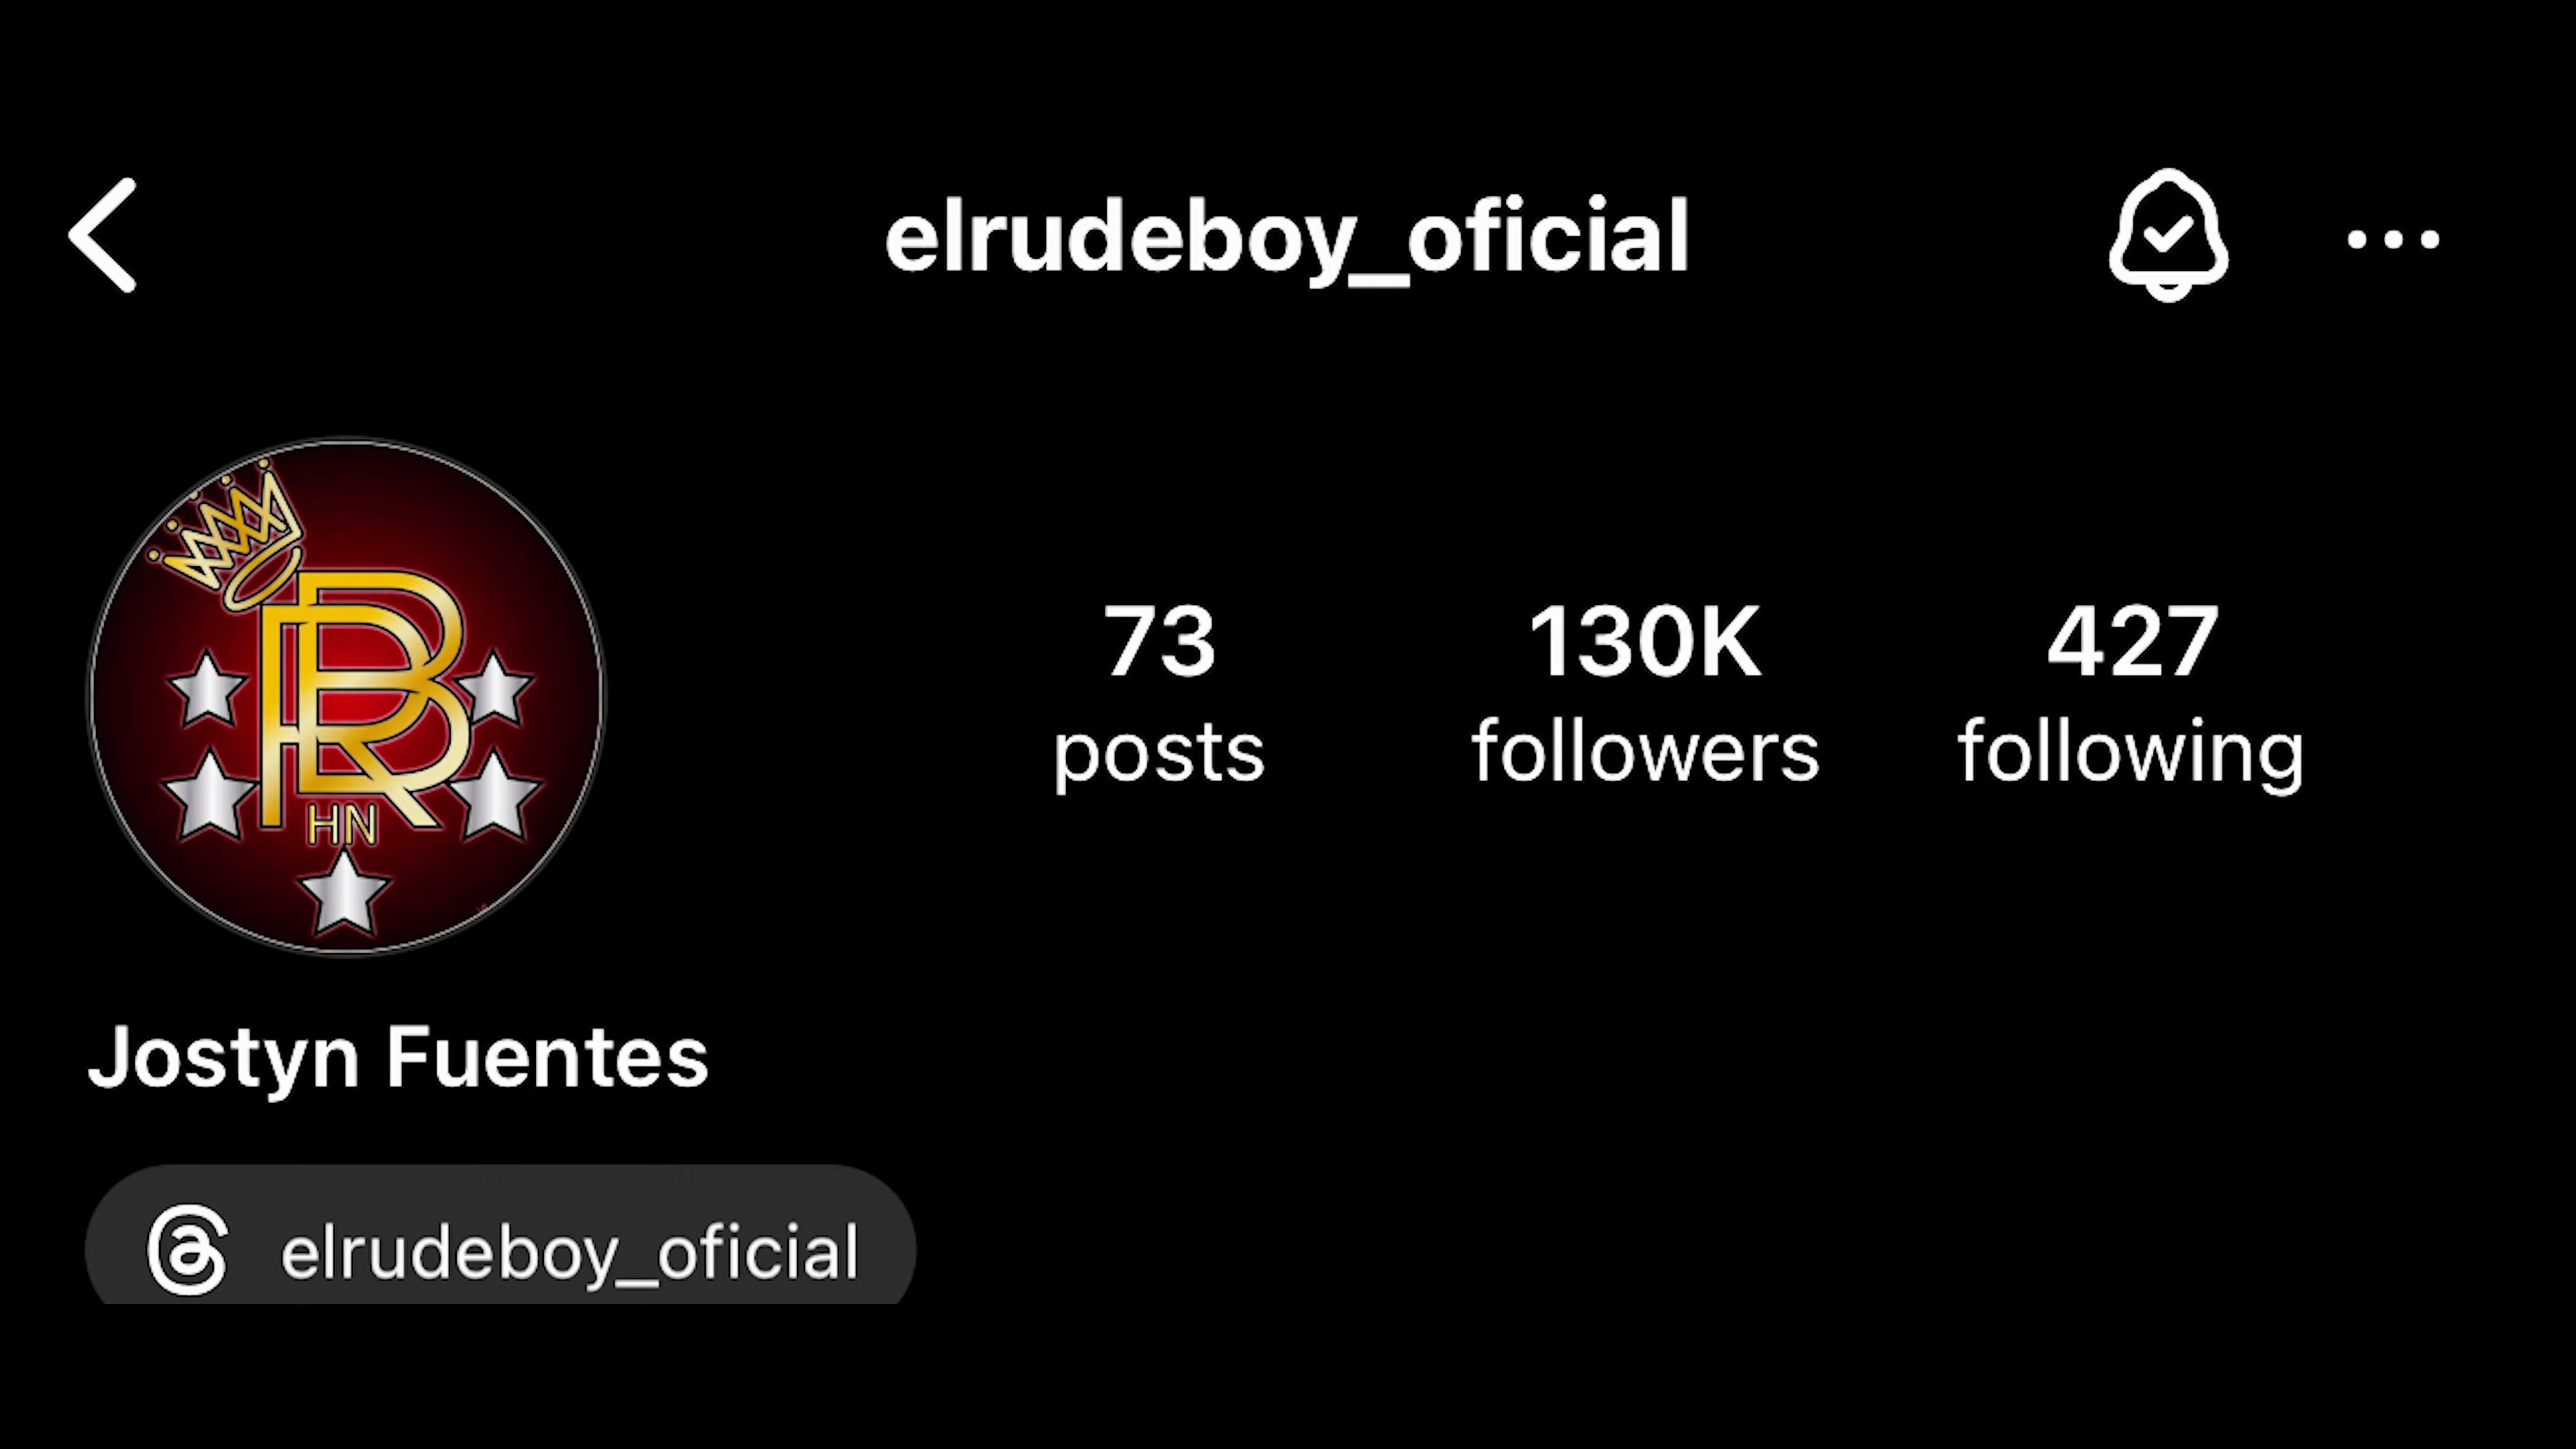 elrudeboy_oficial
RB
HN
73 posts
130K followers
427 following
Jostyn Fuentes
elrudeboy_oficial